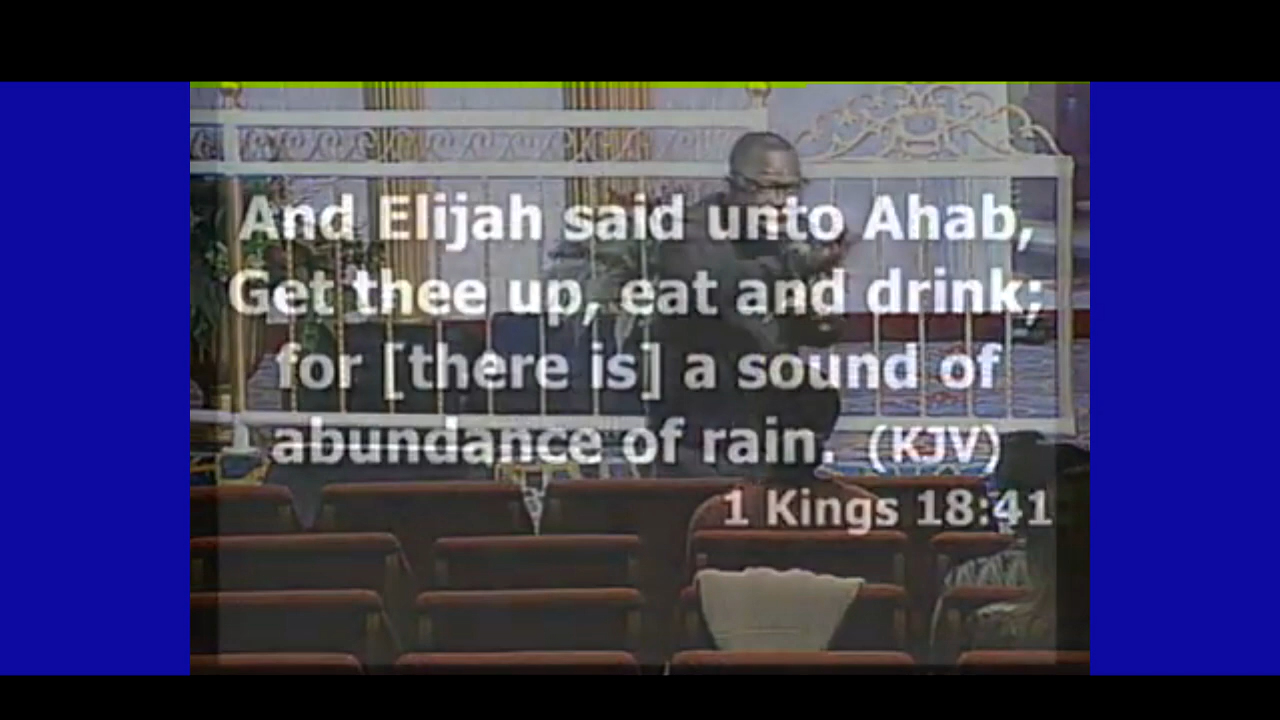 And Elijah said unto Ahab,
Get thee up, eat and drink;
for [there is] a sound of
abundance of rain. (KJV)
1 Kings 18:41